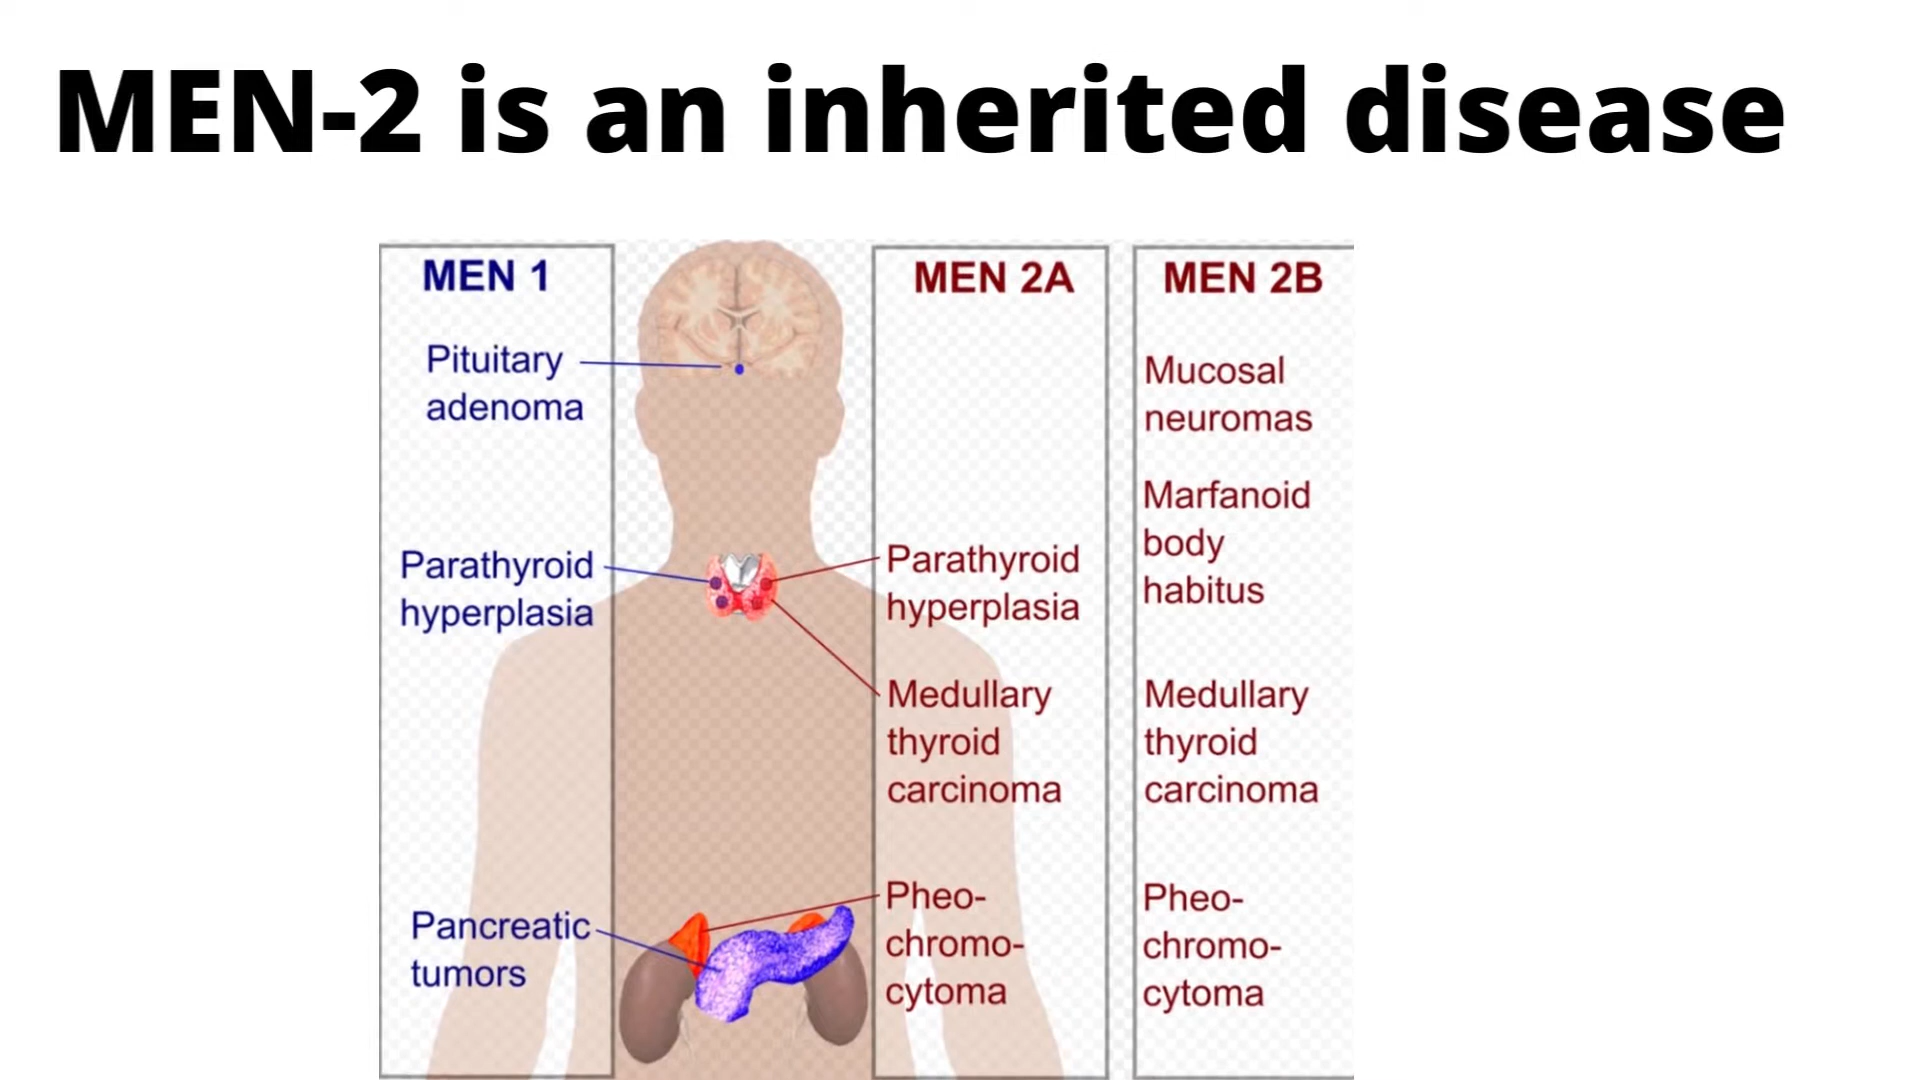 MEN-2 is an inherited disease
MEN 1
Pituitary
adenoma
Parathyroid
hyperplasia
Pancreatic
tumors
MEN 2A
Parathyroid
hyperplasia
Medullary
thyroid
carcinoma
Pheo-
chromo-
cytoma
MEN 2B
Mucosal
neuromas
Marfanoid
body
habitus
Medullary
thyroid
carcinoma
Pheo-
chromo-
cytoma